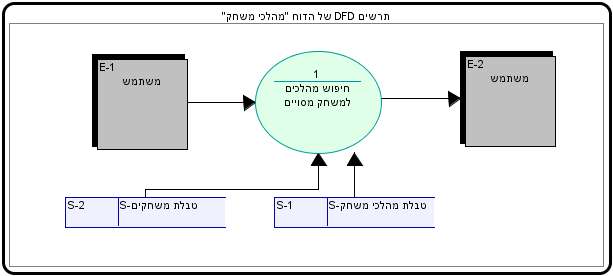 תרשים DFD של הדוח "מהלכי משחק"
E-1
משתמש
1
חיפוש מהלכים
למשחק מסויים
E-2
משתמש
S-2
S-טבלת משחקים
S-1
S-טבלת מהלכי משחק